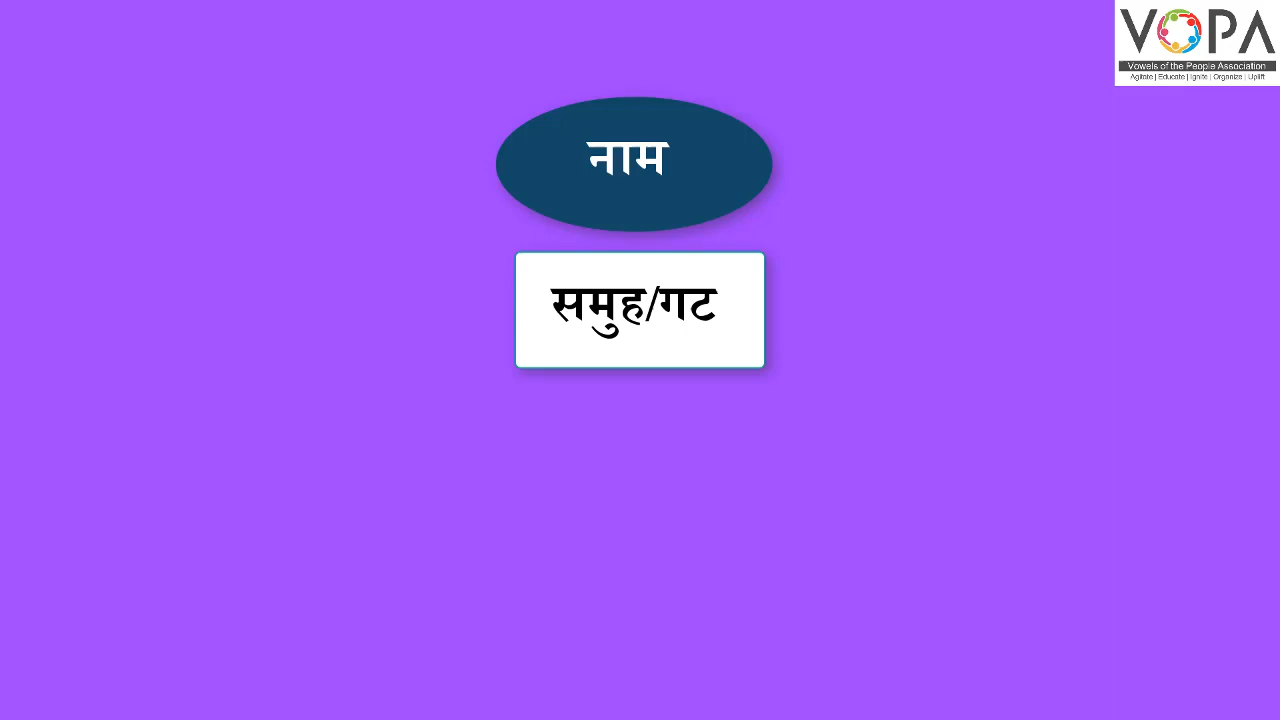 VOPA
Vowels of the People Association
Agitate | Educate | Ignite | Organize | Uplift
नाम
समुह/गट